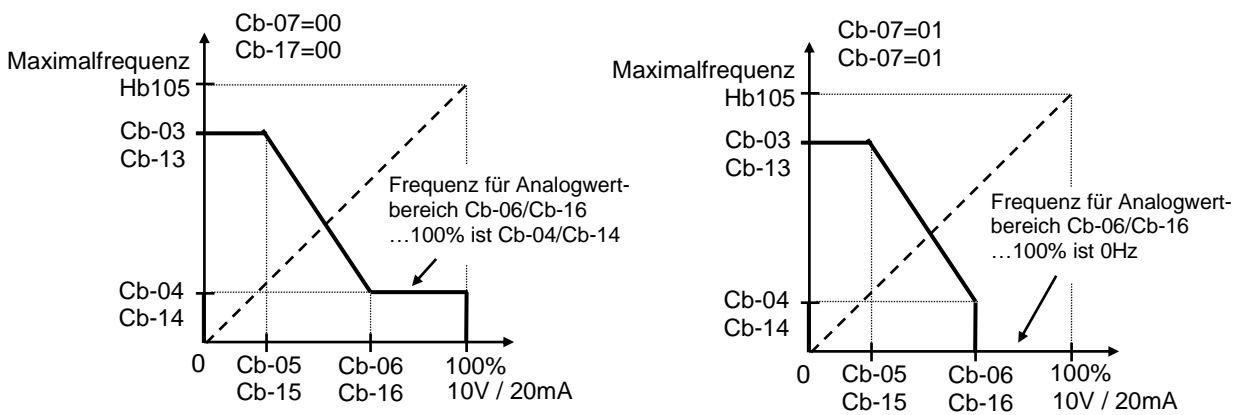 Cb-07=00
Cb-17=00
Maximalfrequenz
Hb105
Cb-03
Cb-13
Frequenz für Analogwert-
bereich Cb-06/Cb-16
…100% ist Cb-04/Cb-14
Cb-04
Cb-14
0
Cb-05
Cb-15
Cb-06
Cb-16
100%
10V / 20mA
Cb-07=01
Cb-07=01
Maximalfrequenz
Hb105
Cb-03
Cb-13
Frequenz für Analogwert-
bereich Cb-06/Cb-16
…100% ist 0Hz
Cb-04
Cb-14
0
Cb-05
Cb-15
Cb-06
Cb-16
100%
10V / 20mA